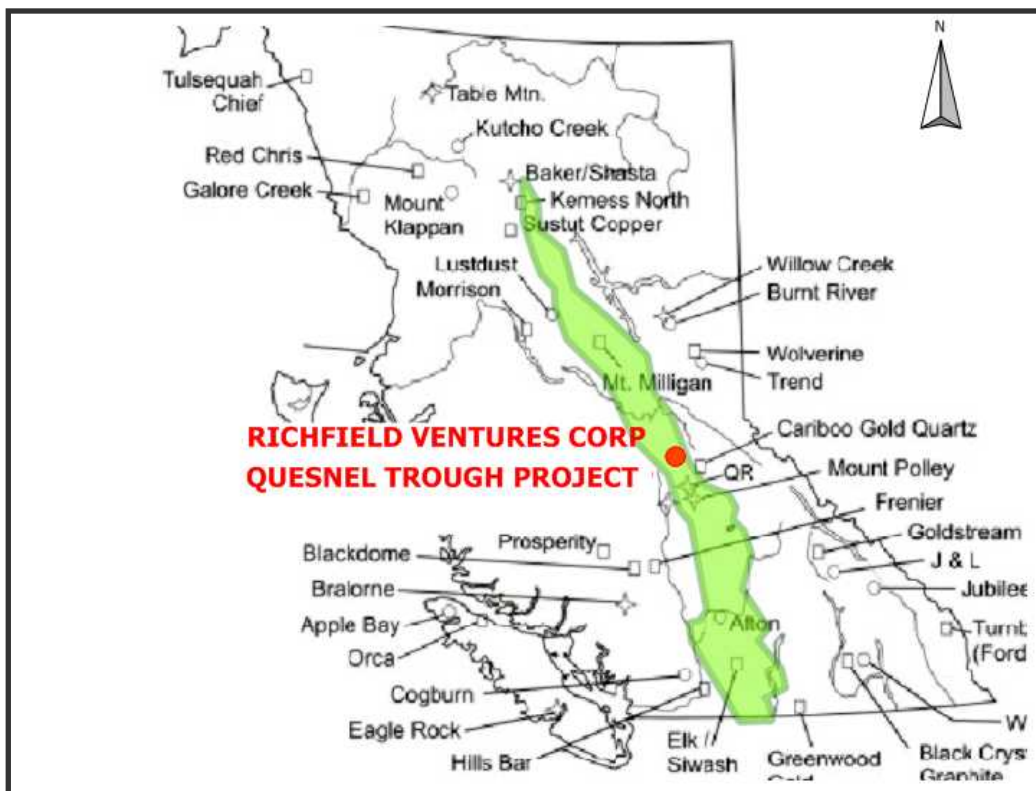 N
Tulsequah
Chief
Table Mtn.
Kutcho Creek
Red Chris
Baker/Shasta
Galore Creek
Mount
Klappan
Kemess North
Sustut Copper
Lustdust
Morrison
Willow Creek
Burnt River
Wolverine
Trend
Mt. Milligan
RICHFIELD VENTURES CORP
QUESNEL TROUGH PROJECT
Cariboo Gold Quartz
QR
Mount Polley
Frenier
Goldstream
Prosperity
Blackdome
J & L
Bralorne
Jubilee
Apple Bay
Afton
Turnb
(Ford
Orca
Cogburn
Eagle Rock
Hills Bar
Elk /
Siwash
Greenwood
W
Black Crys
Graphite